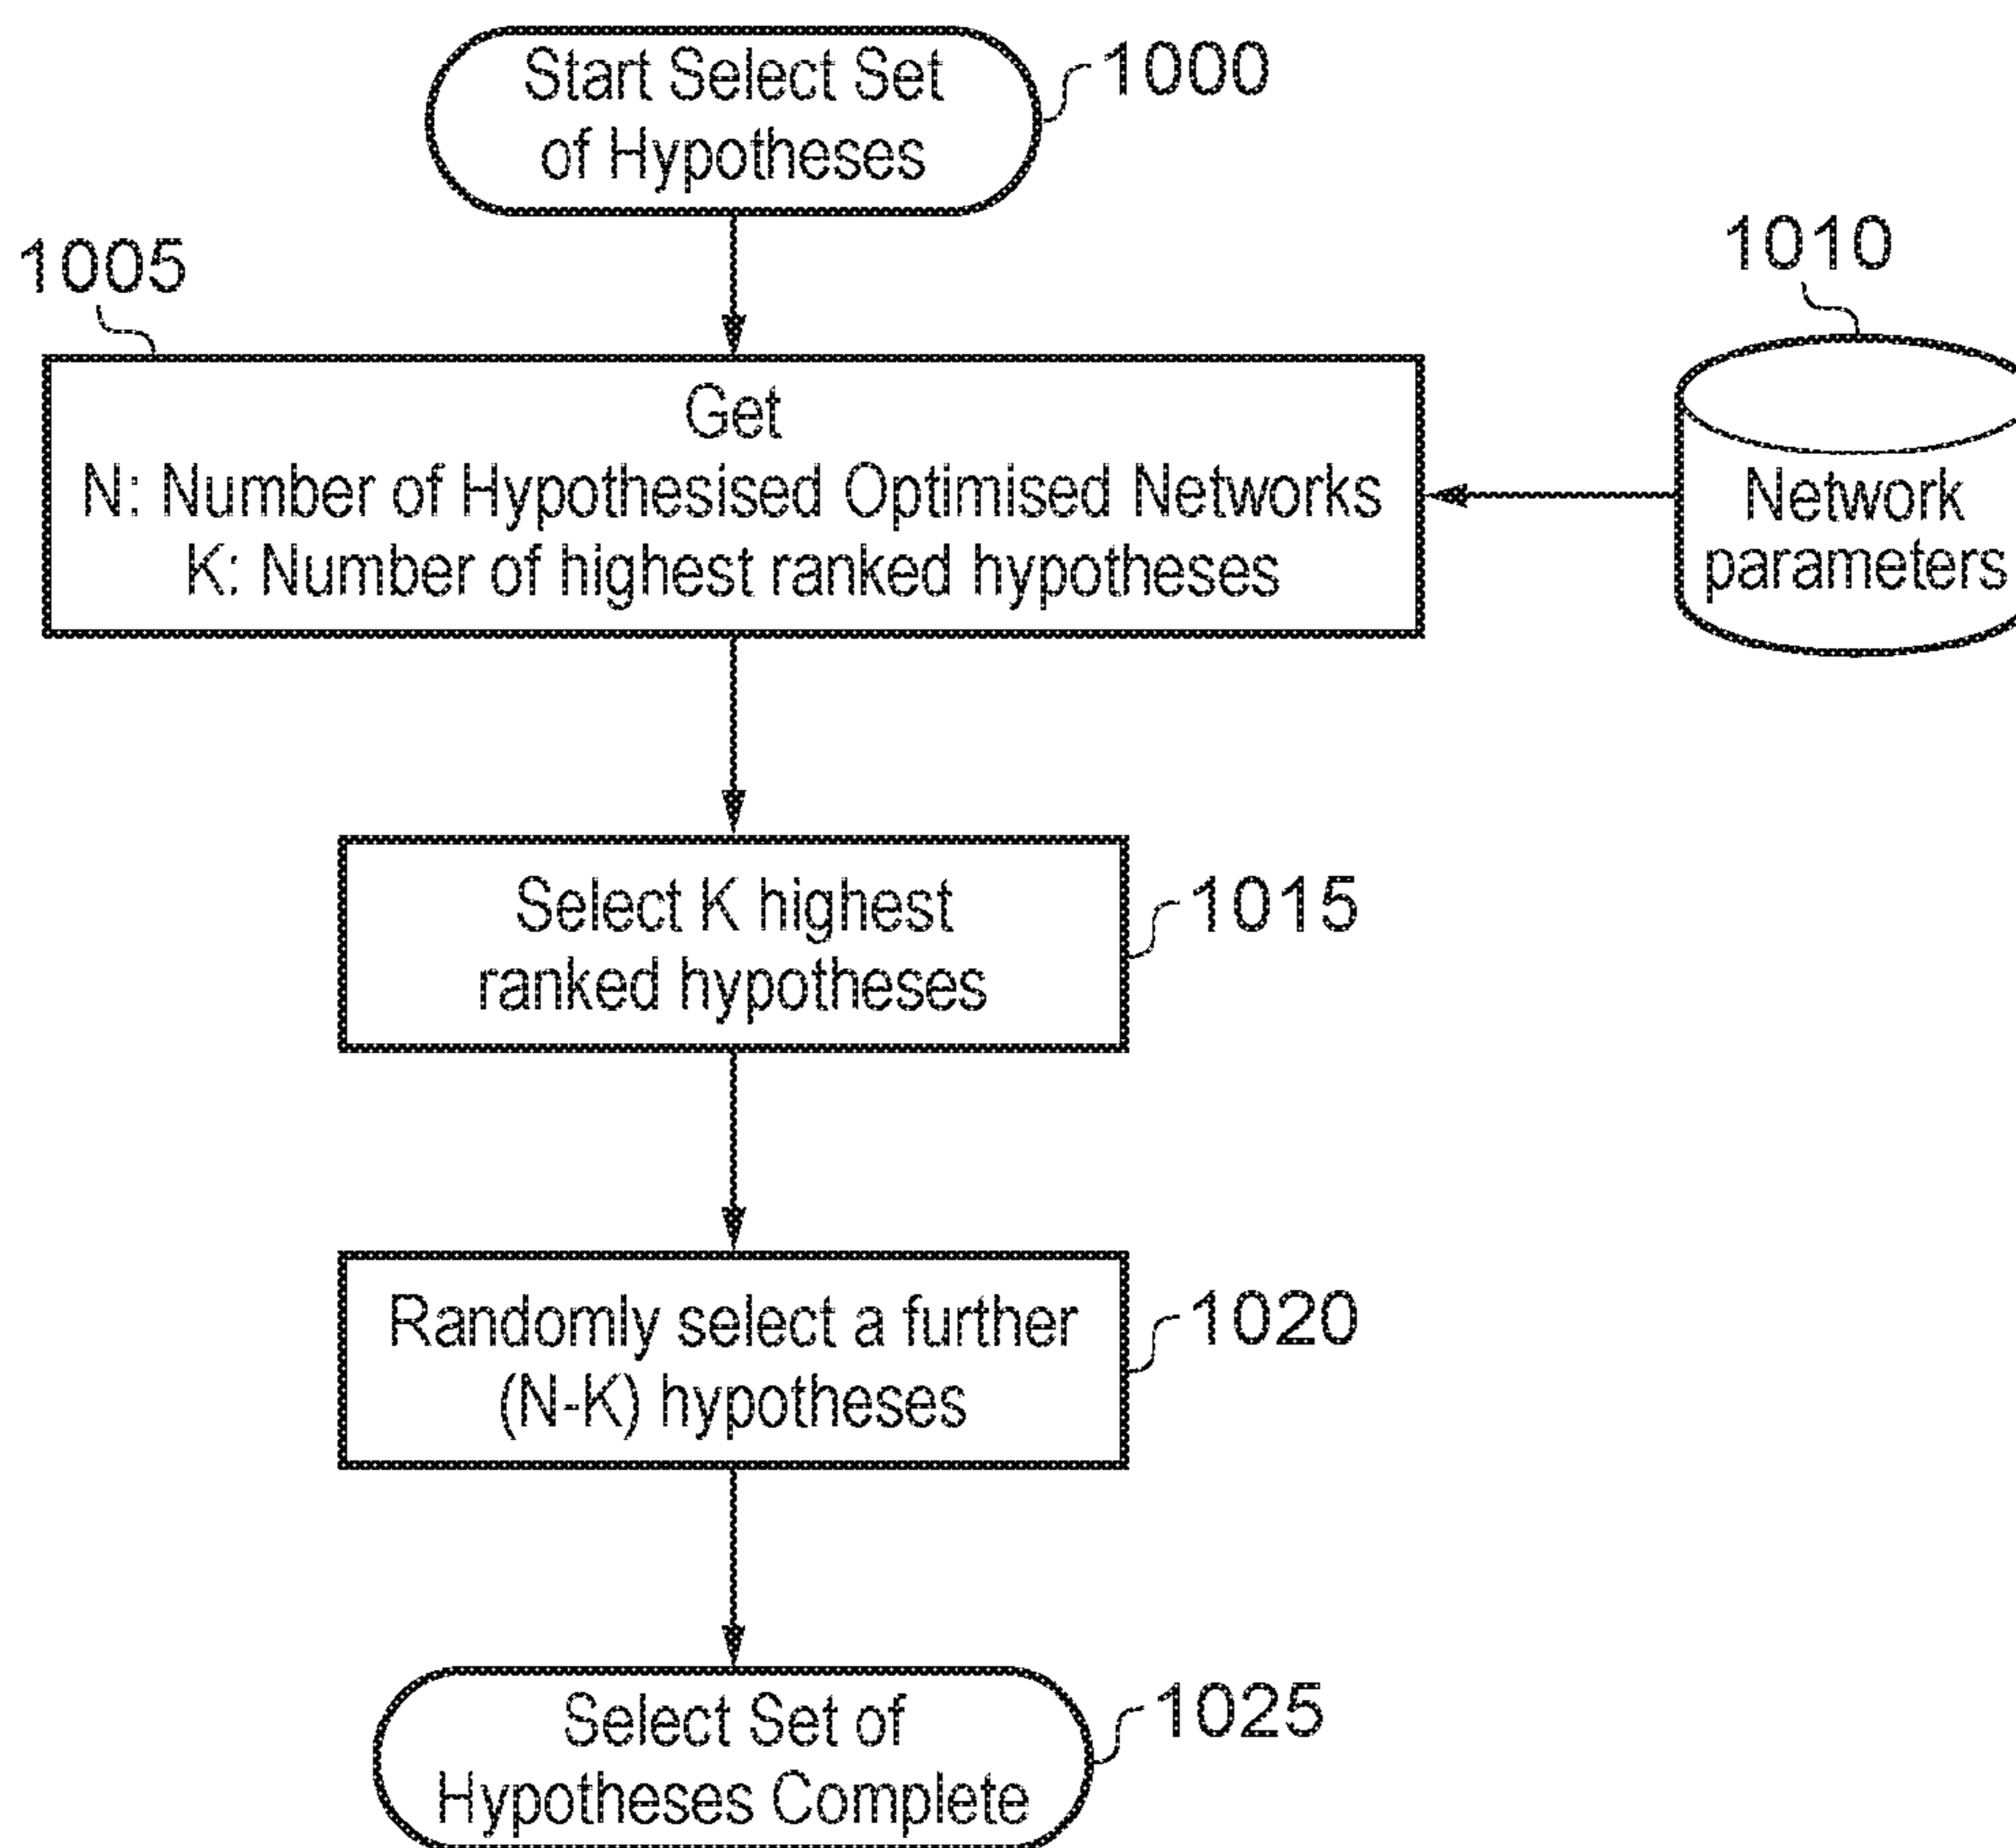 Start Select Set
of Hypotheses
1000
1005
1010
Get
N: Number of Hypothesised Optimised Networks
K: Number of highest ranked hypotheses
Network
parameters
Select K highest
ranked hypotheses
1015
Randomly select a further
(N-K) hypotheses
1020
Select Set of
Hypotheses Complete
1025